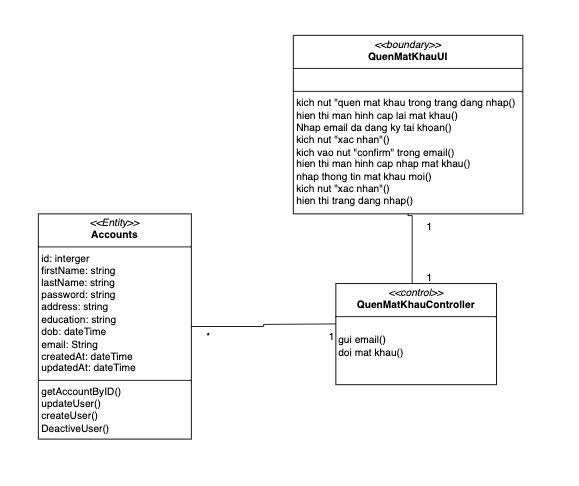 <<boundary>>
QuenMatKhauUI
kich nut "quen mat khau trong trang dang nhap()
hien thi man hinh cap lai mat khau()
Nhap email da dang ky tai khoan()
kich nut "xac nhan"()
kich vao nut "confirm" trong email()
hien thi man hinh cap nhap mat khau()
nhap thong tin mat khau moi()
kich nut "xac nhan"()
hien thi trang dang nhap()
1
1
<<control>>
QuenMatKhauController
gui email()
doi mat khau()
1
*
<<Entity>>
Accounts
id: interger
firstName: string
lastName: string
password: string
address: string
education: string
dob: dateTime
email: String
createdAt: dateTime
updatedAt: dateTime
getAccountByID()
updateUser()
createUser()
DeactiveUser()